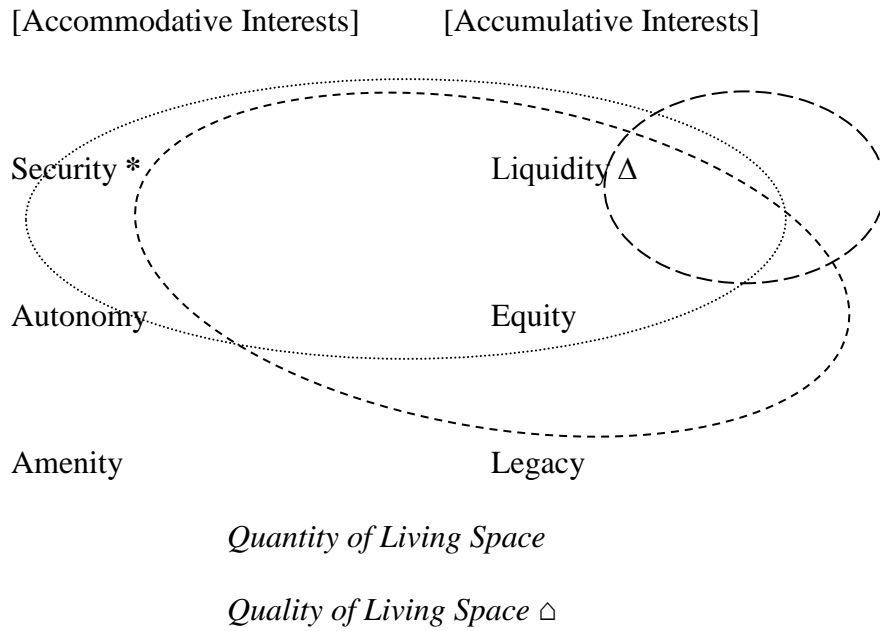 [Accommodative Interests] [Accumulative Interests]
Security * Liquidity Δ
Autonomy Equity
Amenity Legacy
Quantity of Living Space
Quality of Living Space ⌂